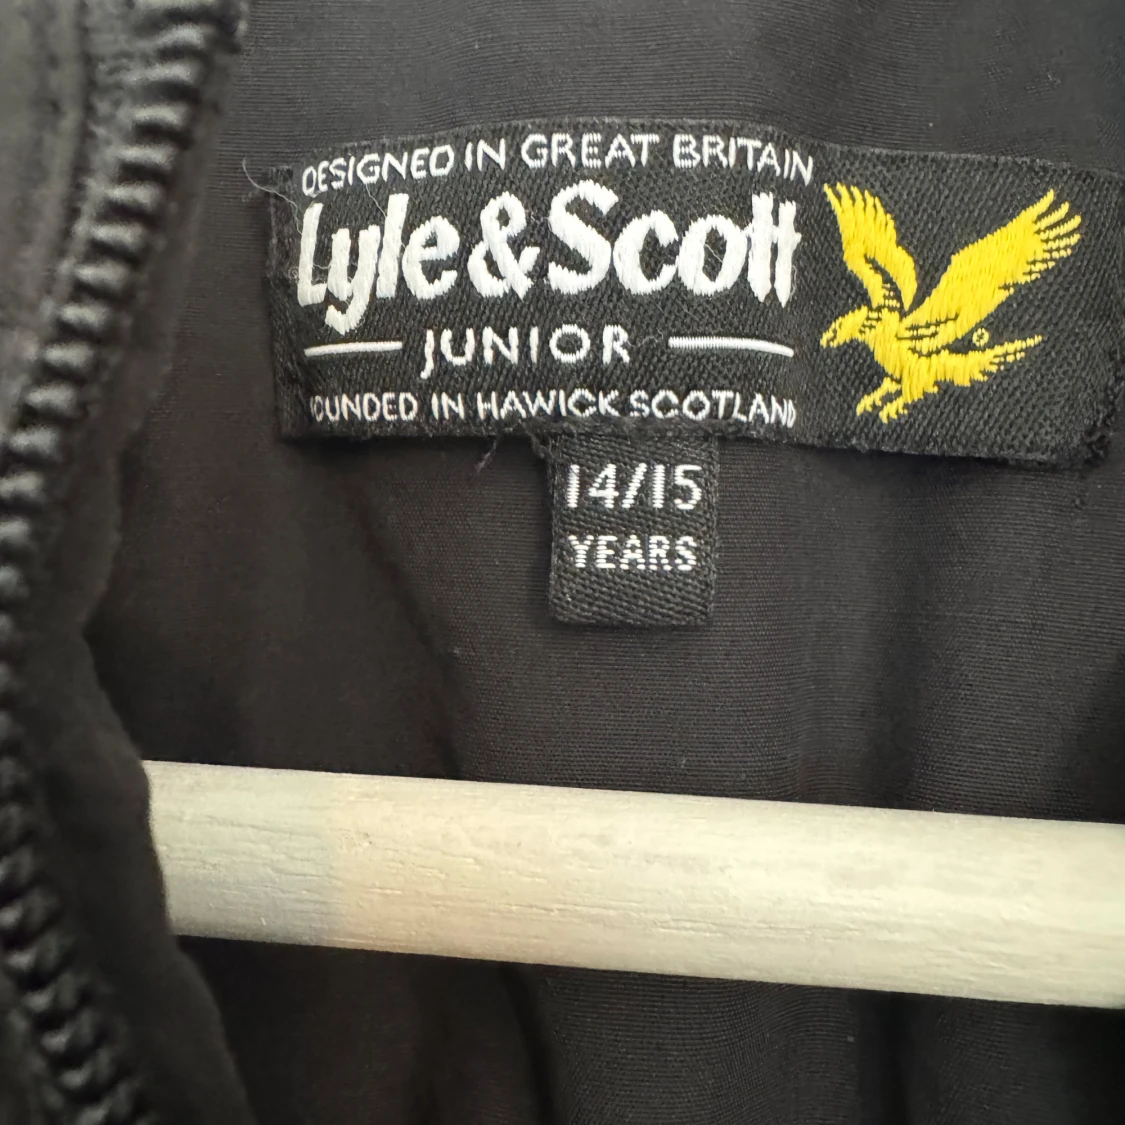 DESIGNED IN GREAT BRITAIN
Lyle&Scott
JUNIOR
FOUNDED IN HAWICK SCOTLAND
14/15
YEARS